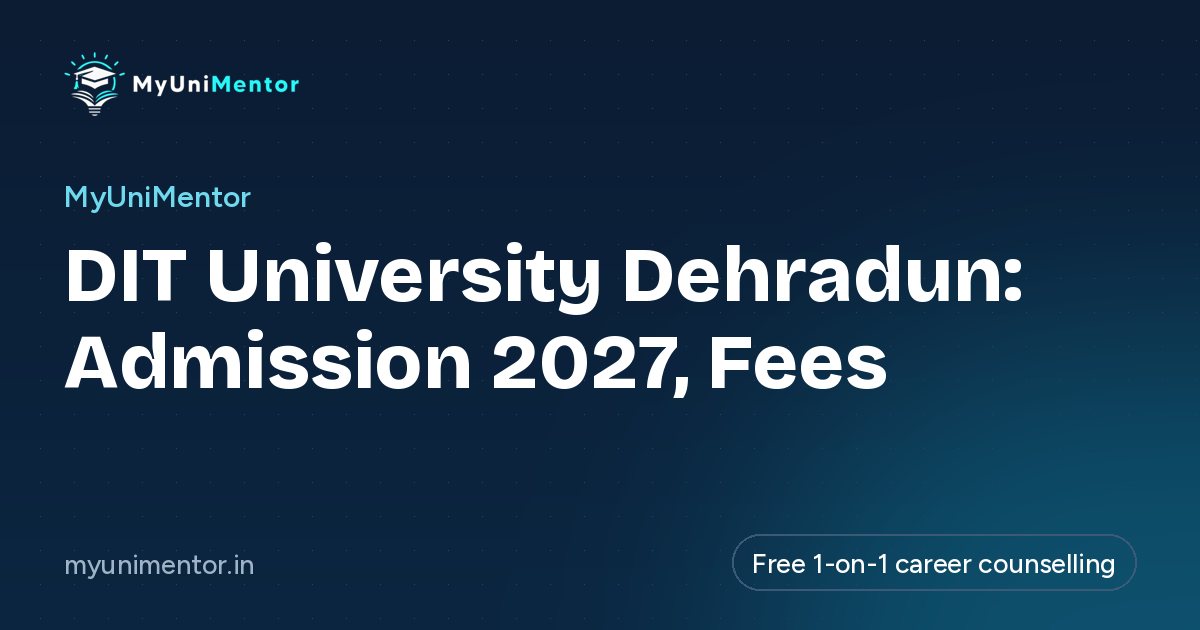 MyUniMentor
MyUniMentor
DIT University Dehradun:
Admission 2027, Fees
myunimentor.in
Free 1-on-1 career counselling